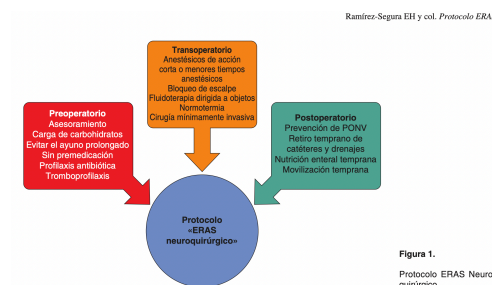 Ramírez-Segura EH y col. Protocolo ERA
Transoperatorio
Anestésicos de acción
corta o menores tiempos
anestésicos
Bloqueo de escalpe
Fluidoterapia dirigida a objetos
Normotermia
Cirugía mínimamente invasiva
Preoperatorio
Asesoramiento
Carga de carbohidratos
Evitar el ayuno prolongado
Sin premedicación
Profilaxis antibiótica
Tromboprofilaxis
Postoperatorio
Prevención de PONV
Retiro temprano de
catéteres y drenajes
Nutrición enteral temprana
Movilización temprana
Protocolo
«ERAS
neuroquirúrgico»
Figura 1.
Protocolo ERAS Neuro
quirúrgico